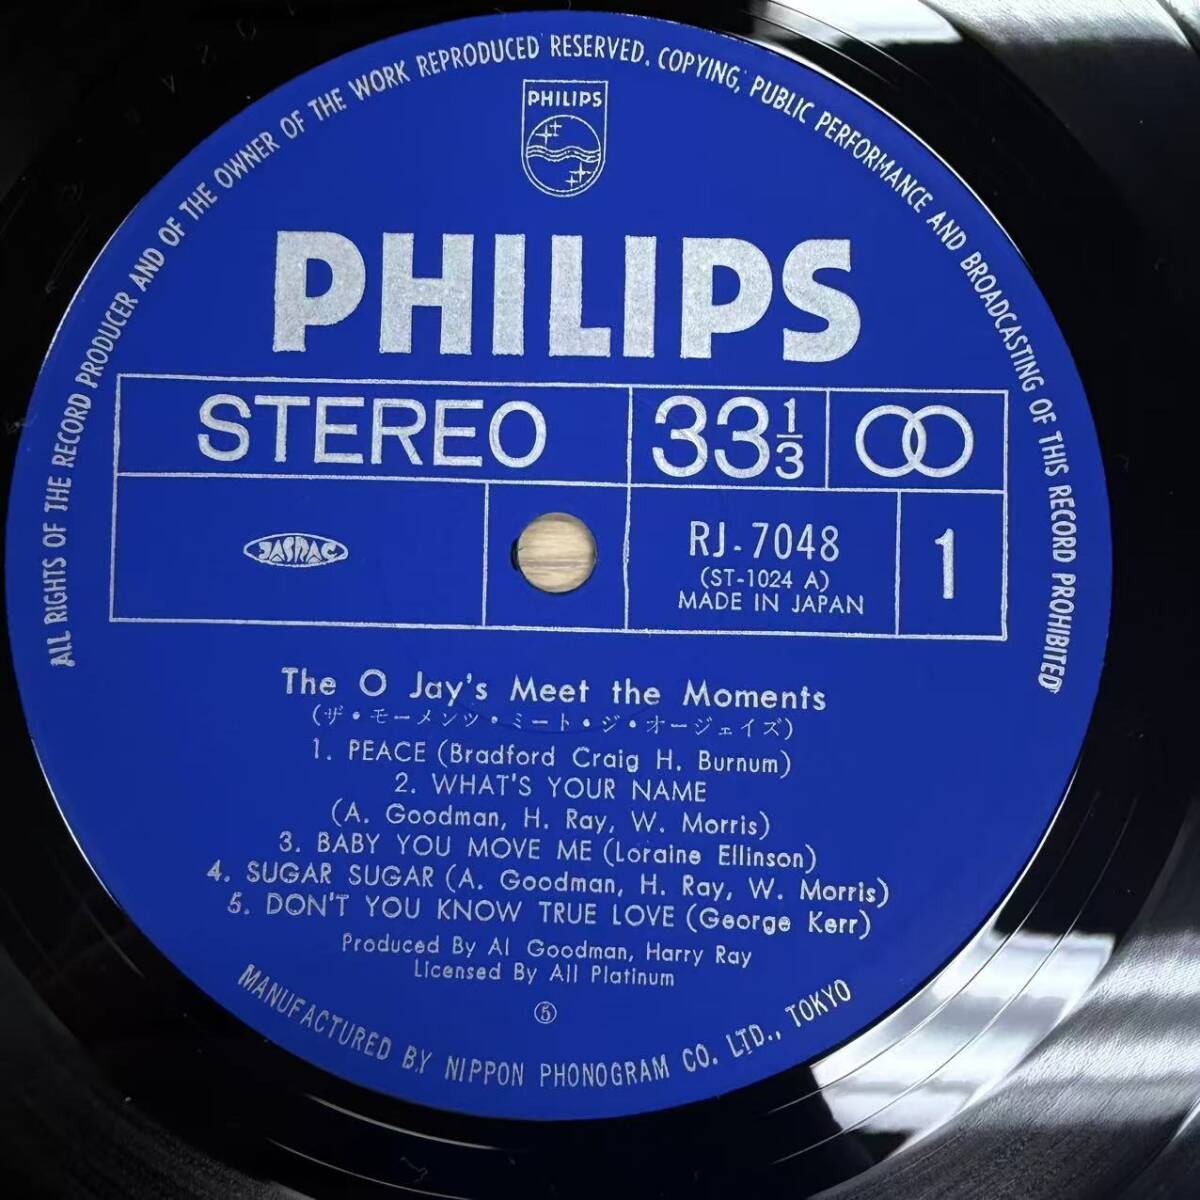 ALL RIGHTS OF THE RECORD PRODUCER AND OF THE OWNER OF THE WORK REPRODUCED RESERVED. COPYING, PUBLIC PERFORMANCE AND BROADCASTING OF THIS RECORD PROHIBITED
PHILIPS
PHILIPS
STEREO 33 1/3
JASRAC
RJ-7048
(ST-1024 A)
MADE IN JAPAN
1
The O Jay's Meet the Moments
(ザ・モーメンツ・ミート・ジ・オージェイズ)
1. PEACE (Bradford Craig H. Burnum)
2. WHAT'S YOUR NAME
(A. Goodman, H. Ray, W. Morris)
3. BABY YOU MOVE ME (Loraine Ellinson)
4. SUGAR SUGAR (A. Goodman, H. Ray, W. Morris)
5. DON'T YOU KNOW TRUE LOVE (George Kerr)
Produced By Al Goodman, Harry Ray
Licensed By All Platinum
⑤
MANUFACTURED BY NIPPON PHONOGRAM CO. LTD., TOKYO